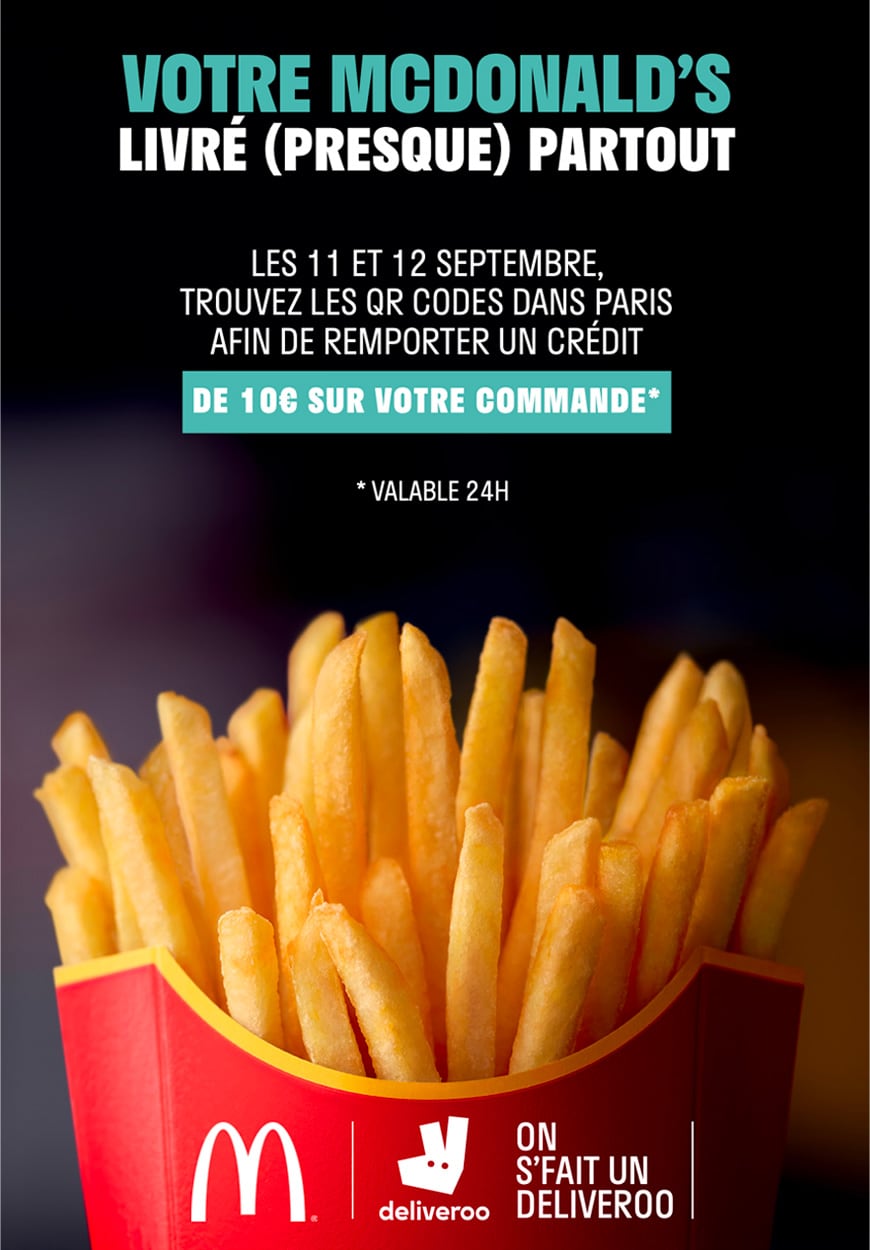 VOTRE MCDONALD'S
LIVRÉ (PRESQUE) PARTOUT
LES 11 ET 12 SEPTEMBRE,
TROUVEZ LES QR CODES DANS PARIS
AFIN DE REMPORTER UN CRÉDIT
DE 10€ SUR VOTRE COMMANDE*
* VALABLE 24H
M®
deliveroo
ON
S'FAIT UN
DELIVEROO